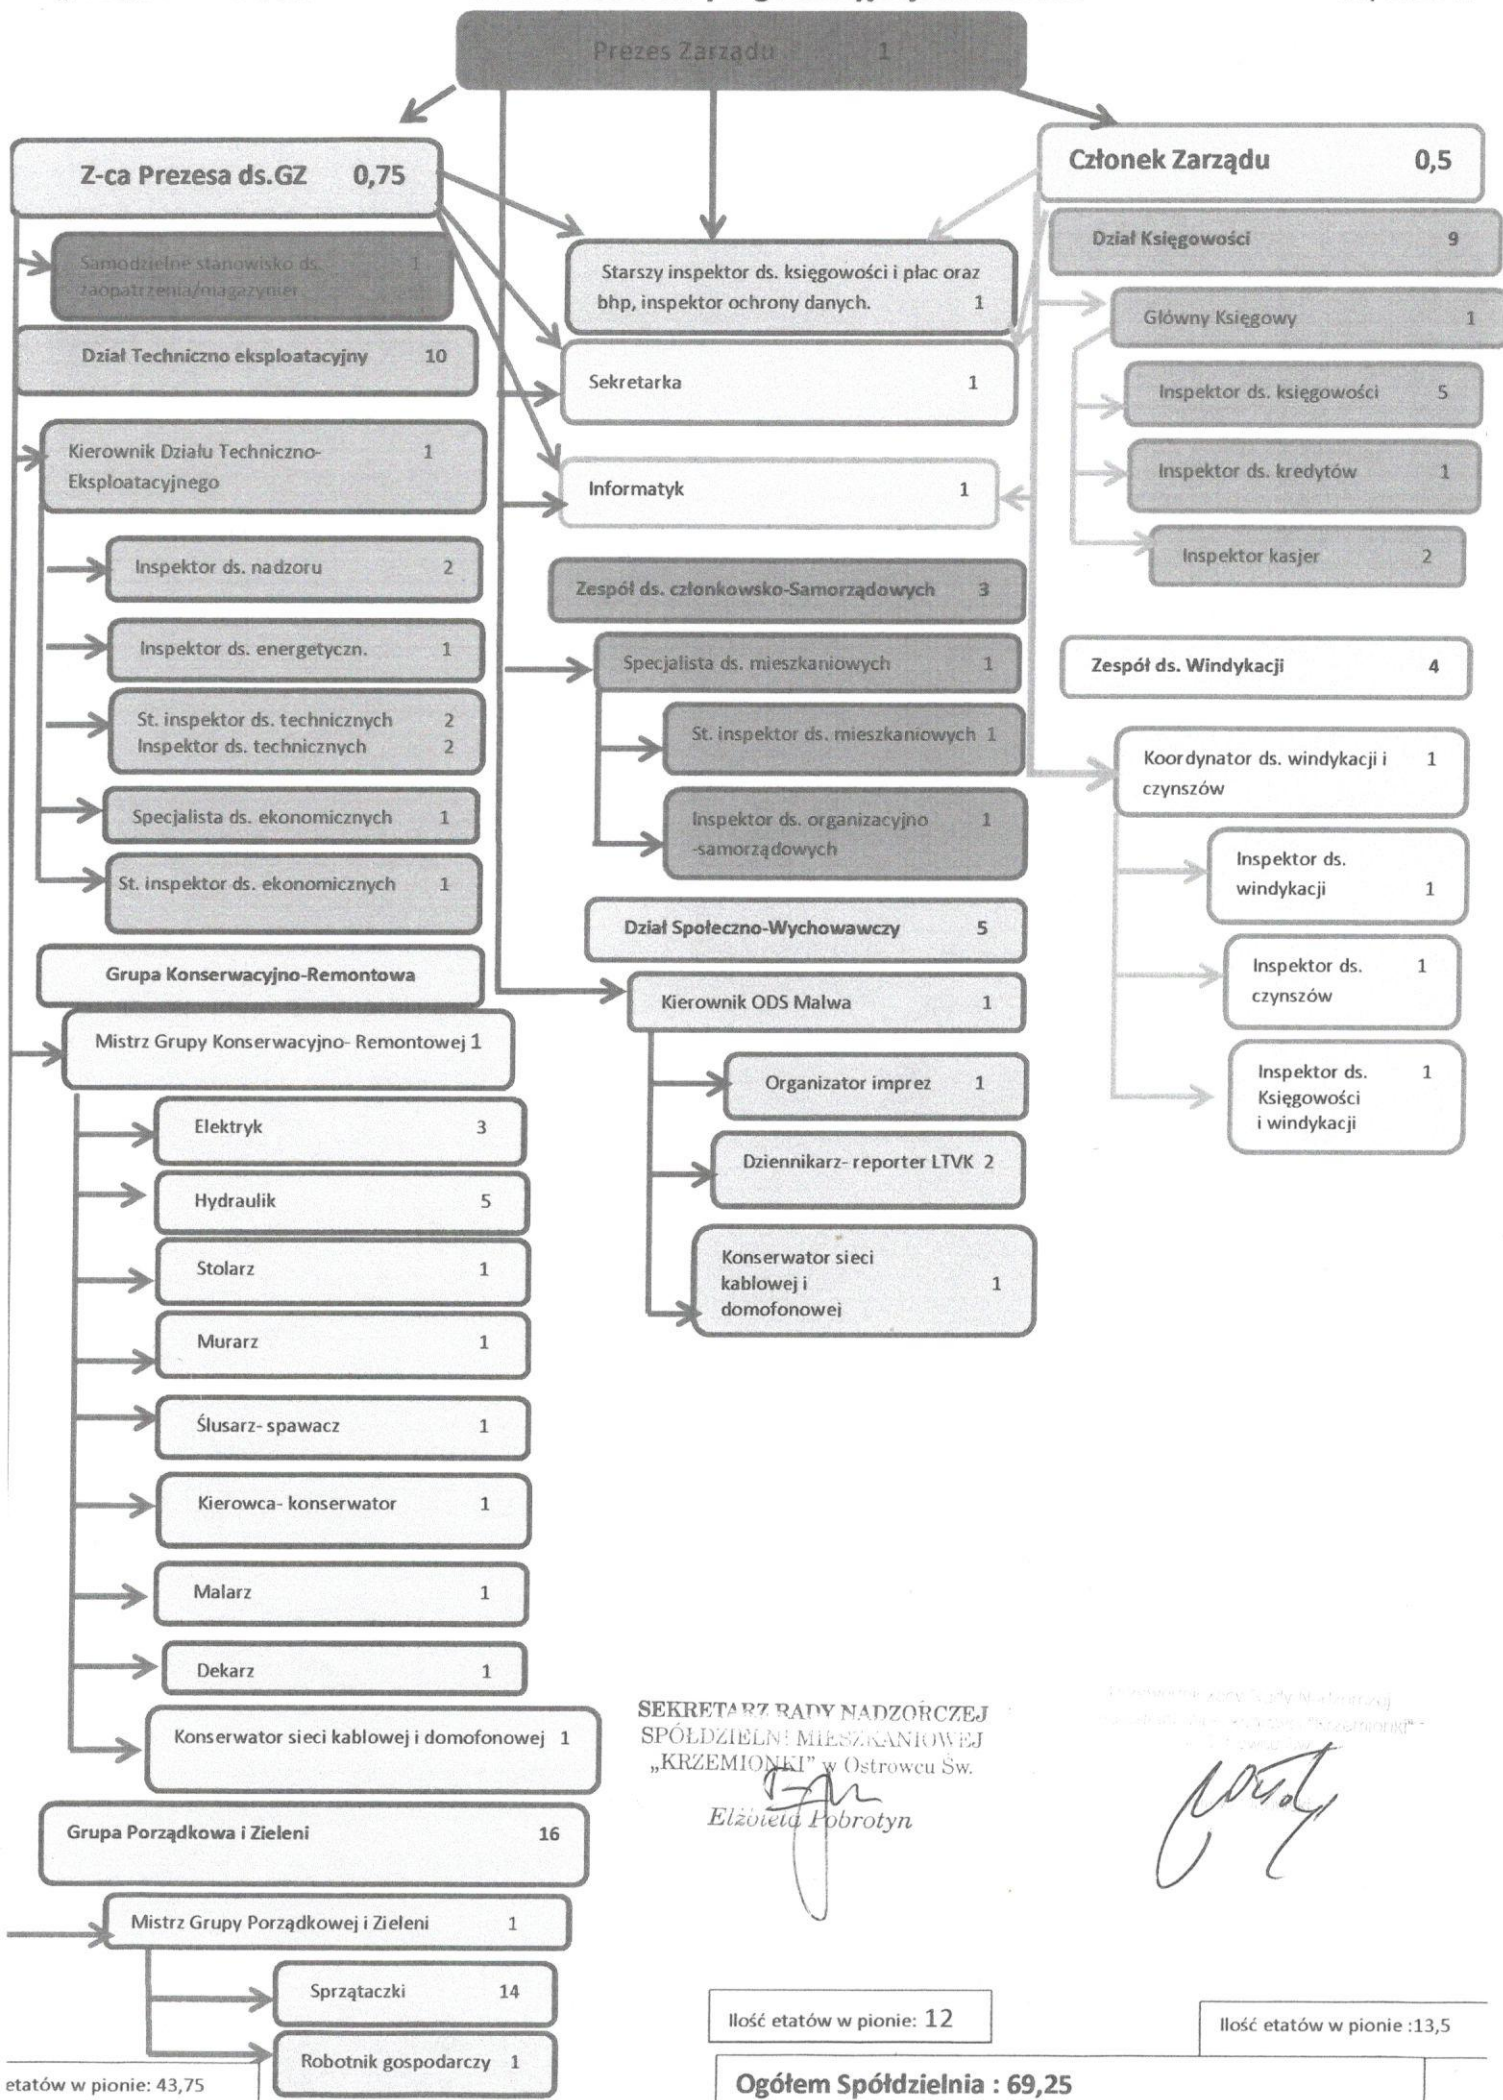 Prezes Zarządu 1
Z-ca Prezesa ds.GZ 0,75
Samodzielne stanowisko ds. 1
zaopatrzenia/magazynier
Dział Techniczno eksploatacyjny 10
Kierownik Działu Techniczno- 1
Eksploatacyjnego
Inspektor ds. nadzoru 2
Inspektor ds. energetyczn. 1
St. inspektor ds. technicznych 2
Inspektor ds. technicznych 2
Specjalista ds. ekonomicznych 1
St. inspektor ds. ekonomicznych 1
Grupa Konserwacyjno-Remontowa
Mistrz Grupy Konserwacyjno- Remontowej 1
Elektryk 3
Hydraulik 5
Stolarz 1
Murarz 1
Ślusarz- spawacz 1
Kierowca- konserwator 1
Malarz 1
Dekarz 1
Konserwator sieci kablowej i domofonowej 1
Grupa Porządkowa i Zieleni 16
Mistrz Grupy Porządkowej i Zieleni 1
Sprzątaczki 14
Robotnik gospodarczy 1
etatów w pionie: 43,75
Starszy inspektor ds. księgowości i płac oraz
bhp, inspektor ochrony danych. 1
Sekretarka 1
Informatyk 1
Zespół ds. członkowsko-Samorządowych 3
Specjalista ds. mieszkaniowych 1
St. inspektor ds. mieszkaniowych 1
Inspektor ds. organizacyjno 1
-samorządowych
Dział Społeczno-Wychowawczy 5
Kierownik ODS Malwa 1
Organizator imprez 1
Dziennikarz- reporter LTVK 2
Konserwator sieci
kablowej i 1
domofonowej
Członek Zarządu 0,5
Dział Księgowości 9
Główny Księgowy 1
Inspektor ds. księgowości 5
Inspektor ds. kredytów 1
Inspektor kasjer 2
Zespół ds. Windykacji 4
Koordynator ds. windykacji i 1
czynszów
Inspektor ds.
windykacji 1
Inspektor ds. 1
czynszów
Inspektor ds. 1
Księgowości
i windykacji
SEKRETARZ RADY NADZORCZEJ
SPÓŁDZIELNI MIESZKANIOWEJ
„KRZEMIONKI" w Ostrowcu Św.
Elżbieta Pobrotyn
Ilość etatów w pionie: 12
Ilość etatów w pionie :13,5
Ogółem Spółdzielnia : 69,25